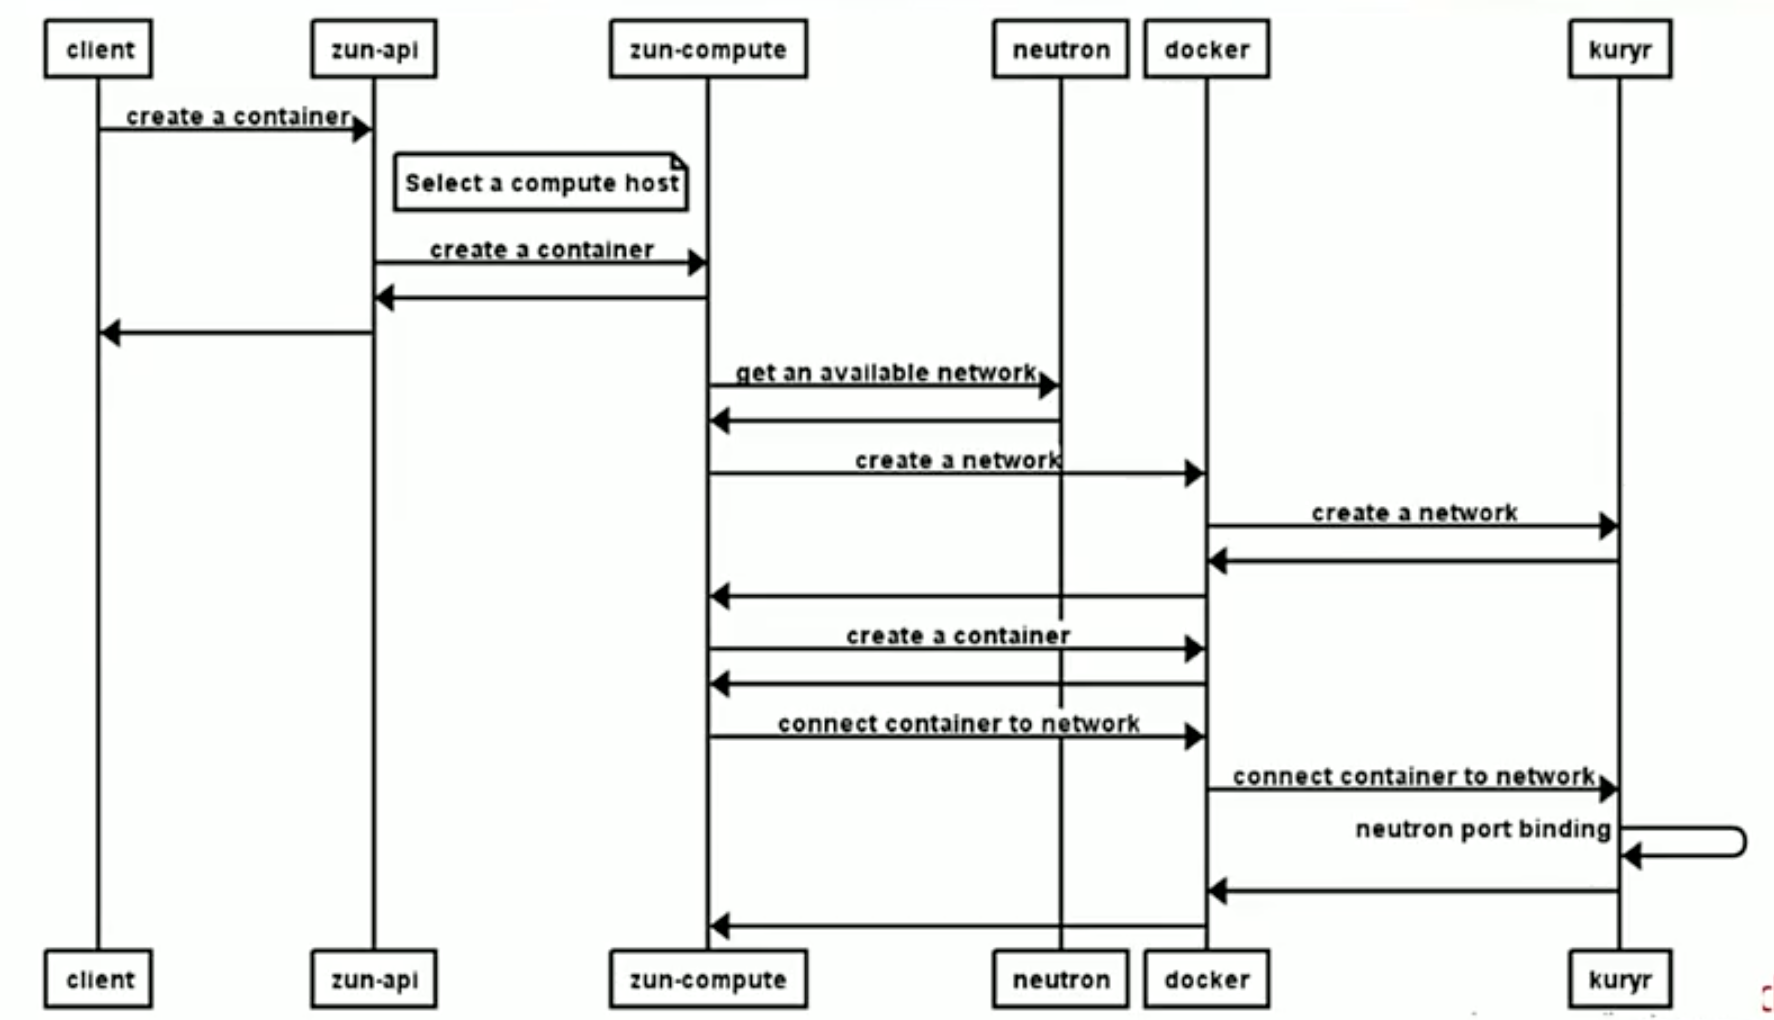 client zun-api zun-compute neutron docker kuryr
create a container
Select a compute host
create a container
get an available network
create a network
create a network
create a container
connect container to network
connect container to network
neutron port binding
client zun-api zun-compute neutron docker kuryr